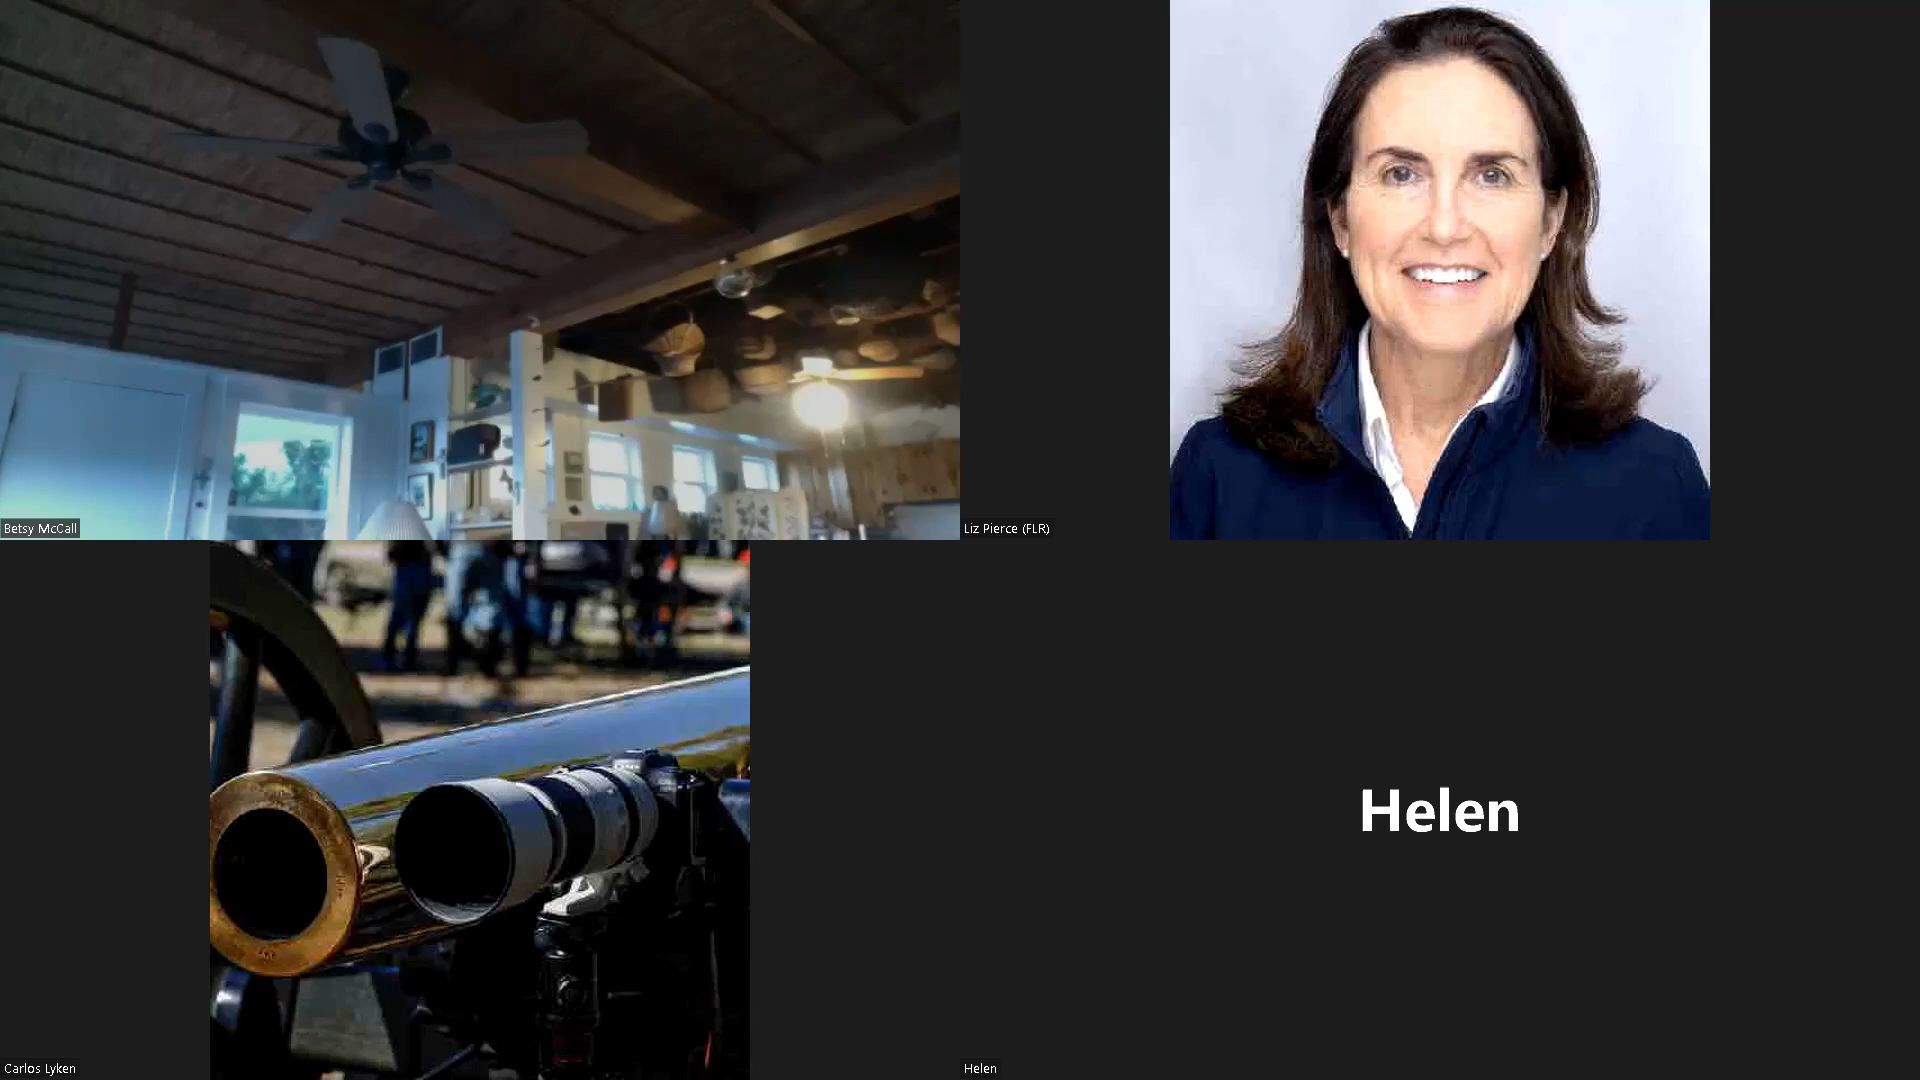 Betsy McCall
Liz Pierce (FLR)
Helen
Carlos Lyken
Helen